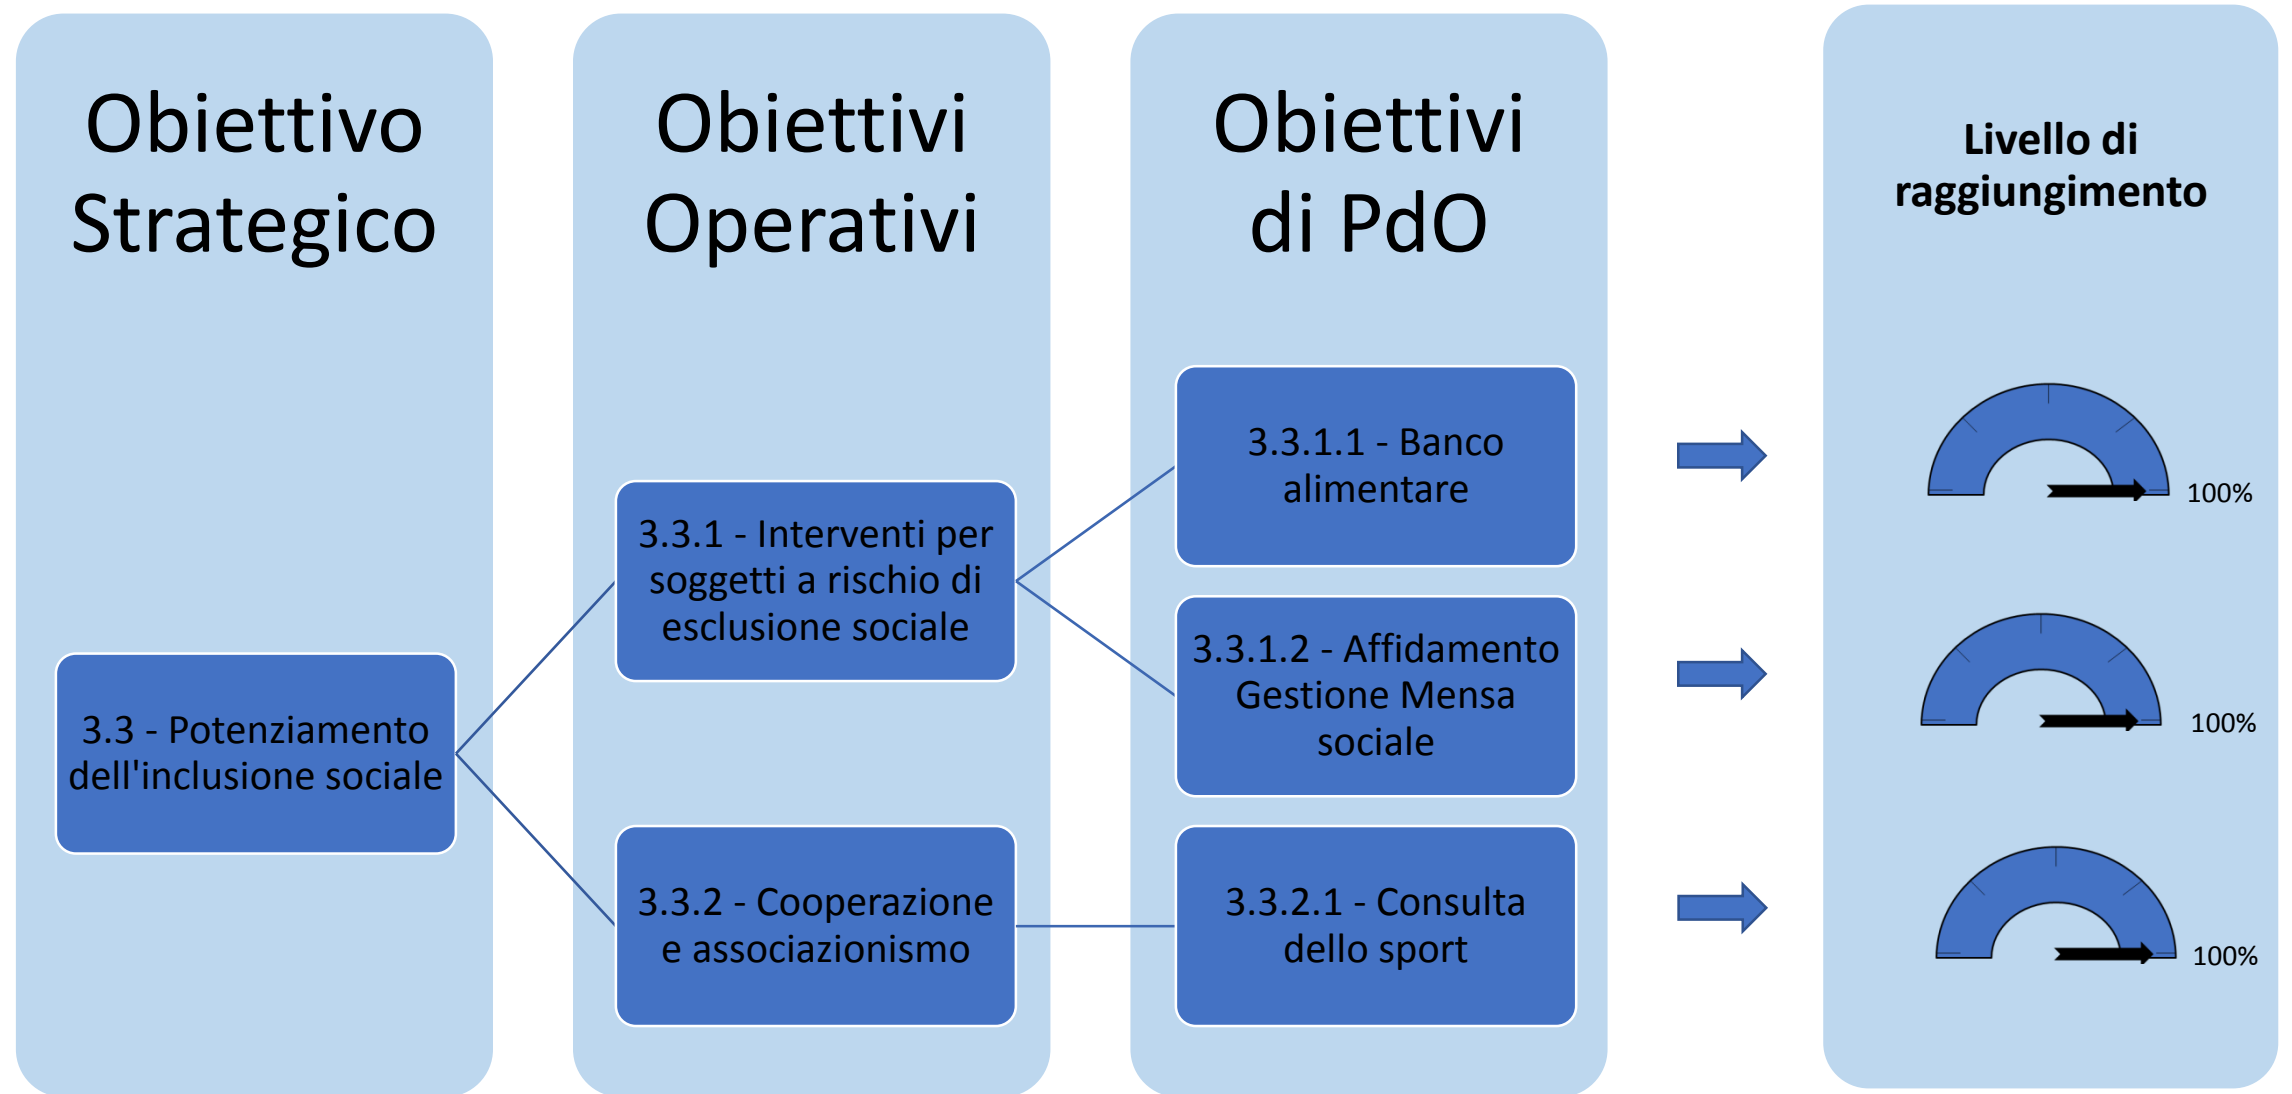 Obiettivo
Strategico
Obiettivi
Operativi
Obiettivi
di PdO
Livello di
raggiungimento
3.3 - Potenziamento
dell'inclusione sociale
3.3.1 - Interventi per
soggetti a rischio di
esclusione sociale
3.3.2 - Cooperazione
e associazionismo
3.3.1.1 - Banco
alimentare
3.3.1.2 - Affidamento
Gestione Mensa
sociale
3.3.2.1 - Consulta
dello sport
100%
100%
100%